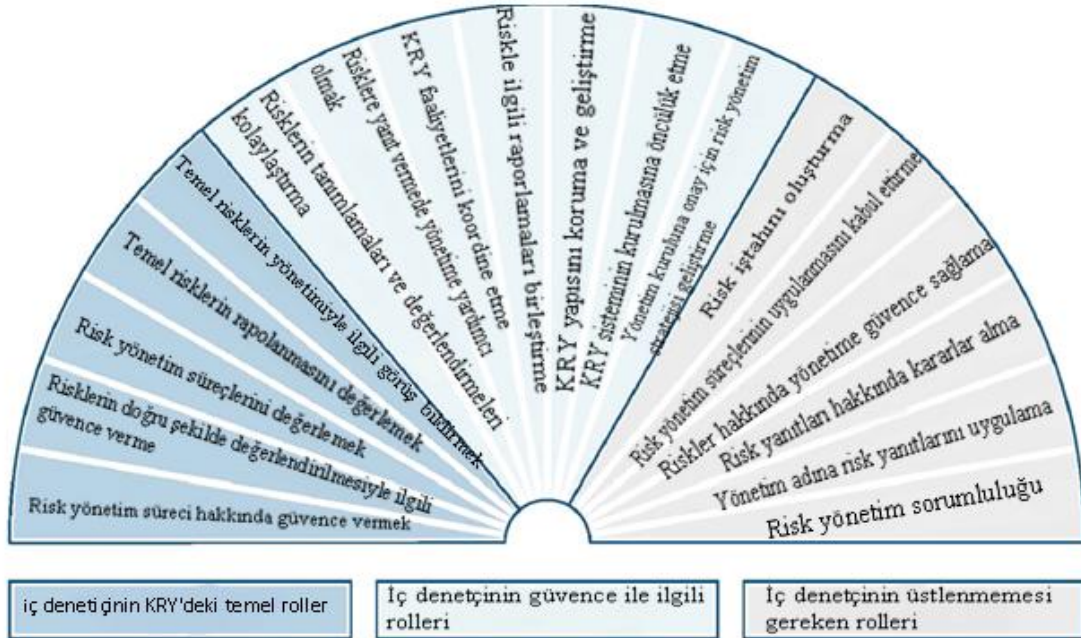 Risk yönetim süreci hakkında güvence vermek
Risklerin doğru şekilde değerlendirilmesiyle ilgili
güvence verme
Risk yönetim süreçlerini değerlemek
Temel risklerin rapolanmasını değerlemek
Temel risklerin yönetimiyle ilgili görüş bildirmek
Risklerin tanımlamaları ve değerlendirmeleri
kolaylaştırma
Risklere yanıt vermede yönetime yardımcı
olmak
KRY faaliyetlerini koordine etme
Riskle ilgili raporlamaları birleştirme
KRY yapısını koruma ve geliştirme
KRY sisteminin kurulmasına öncülük etme
Yönetim kuruluna onay için risk yönetim
stratejisi geliştirme
Risk iştahını oluşturma
Risk yönetim süreçlerinin uygulanmasını kabul ettirme
Riskler hakkında yönetime güvence sağlama
Risk yanıtları hakkında kararlar alma
Yönetim adına risk yanıtlarını uygulama
Risk yönetim sorumluluğu
iç denetiçinin KRY'deki temel roller
İç denetçinin güvence ile ilgili
rolleri
İç denetçinin üstlenmemesi
gereken rolleri